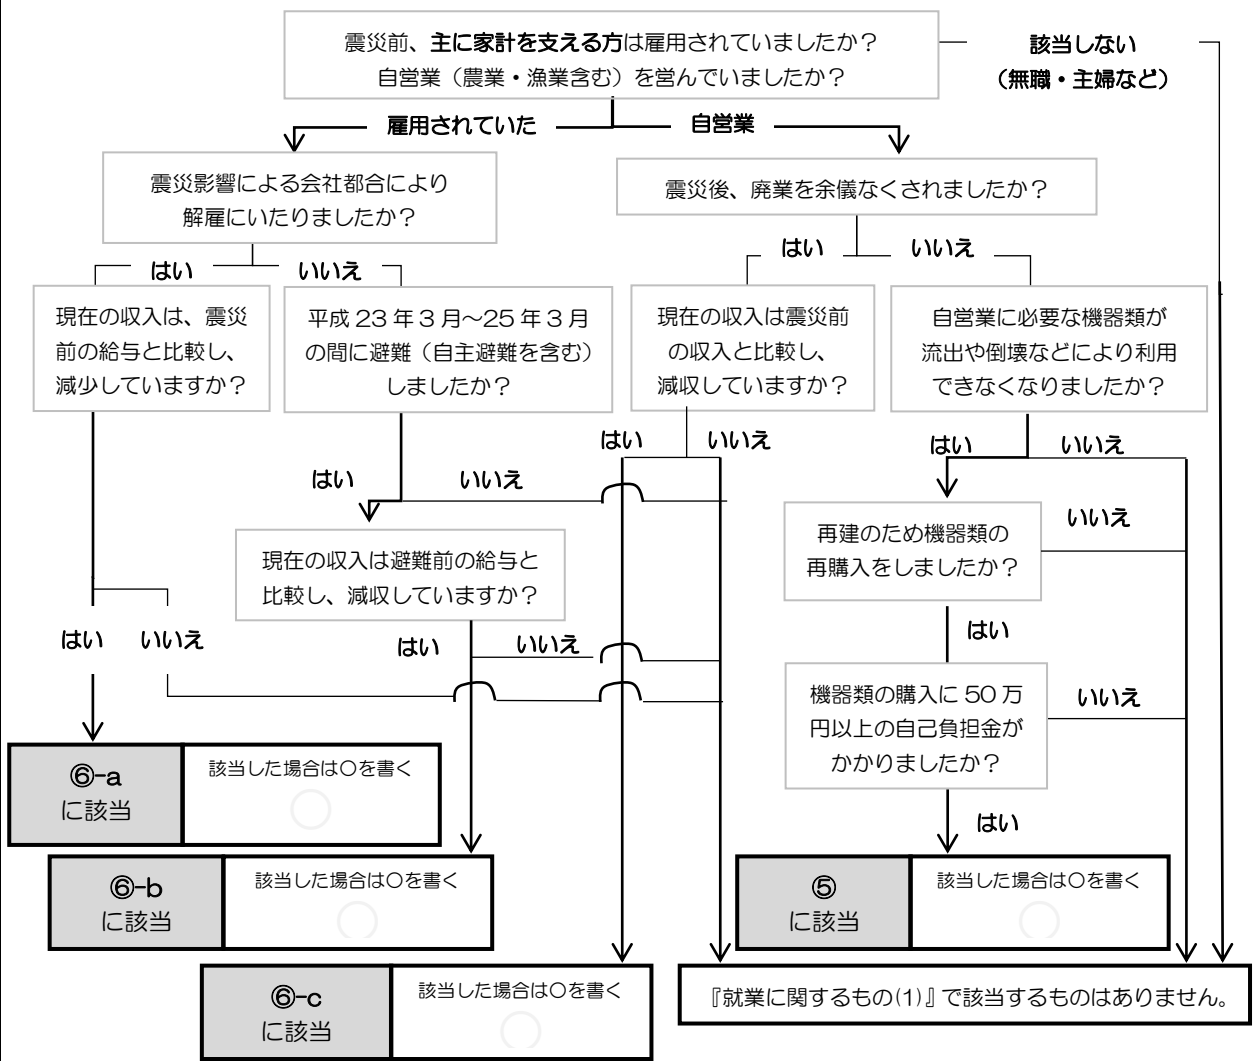 震災前、主に家計を支える方は雇用されていましたか？
自営業（農業・漁業含む）を営んでいましたか？
該当しない
（無職・主婦など）
雇用されていた
自営業
震災影響による会社都合により
解雇にいたりましたか？
震災後、廃業を余儀なくされましたか？
はい
いいえ
はい
いいえ
現在の収入は、震災
前の給与と比較し、
減少していますか？
平成 23 年 3 月～25 年 3 月
の間に避難（自主避難を含む）
しましたか？
現在の収入は震災前
の収入と比較し、
減収していますか？
自営業に必要な機器類が
流出や倒壊などにより利用
できなくなりましたか？
はい
いいえ
はい
いいえ
はい
いいえ
現在の収入は避難前の給与と
比較し、減収していますか？
再建のため機器類の
再購入をしましたか？
いいえ
はい
はい
いいえ
はい
いいえ
機器類の購入に 50 万
円以上の自己負担金が
かかりましたか？
いいえ
はい
⑥-a
に該当
該当した場合は○を書く
⑥-b
に該当
該当した場合は○を書く
⑤
に該当
該当した場合は○を書く
⑥-c
に該当
該当した場合は○を書く
『就業に関するもの(1)』で該当するものはありません。